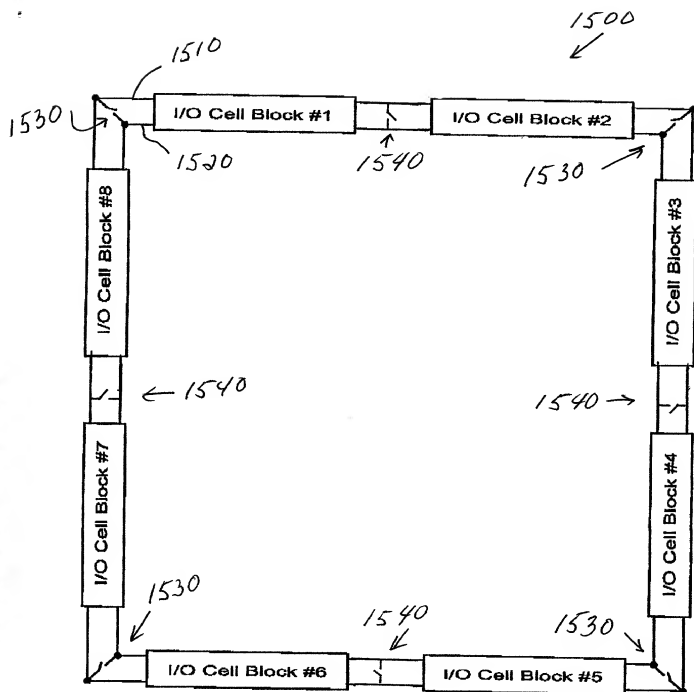 1500
1510
I/O Cell Block #1
I/O Cell Block #2
1530
1520
1540
1530
I/O Cell Block #8
I/O Cell Block #3
1540
1540
I/O Cell Block #7
I/O Cell Block #4
1530
1540
1530
I/O Cell Block #6
I/O Cell Block #5